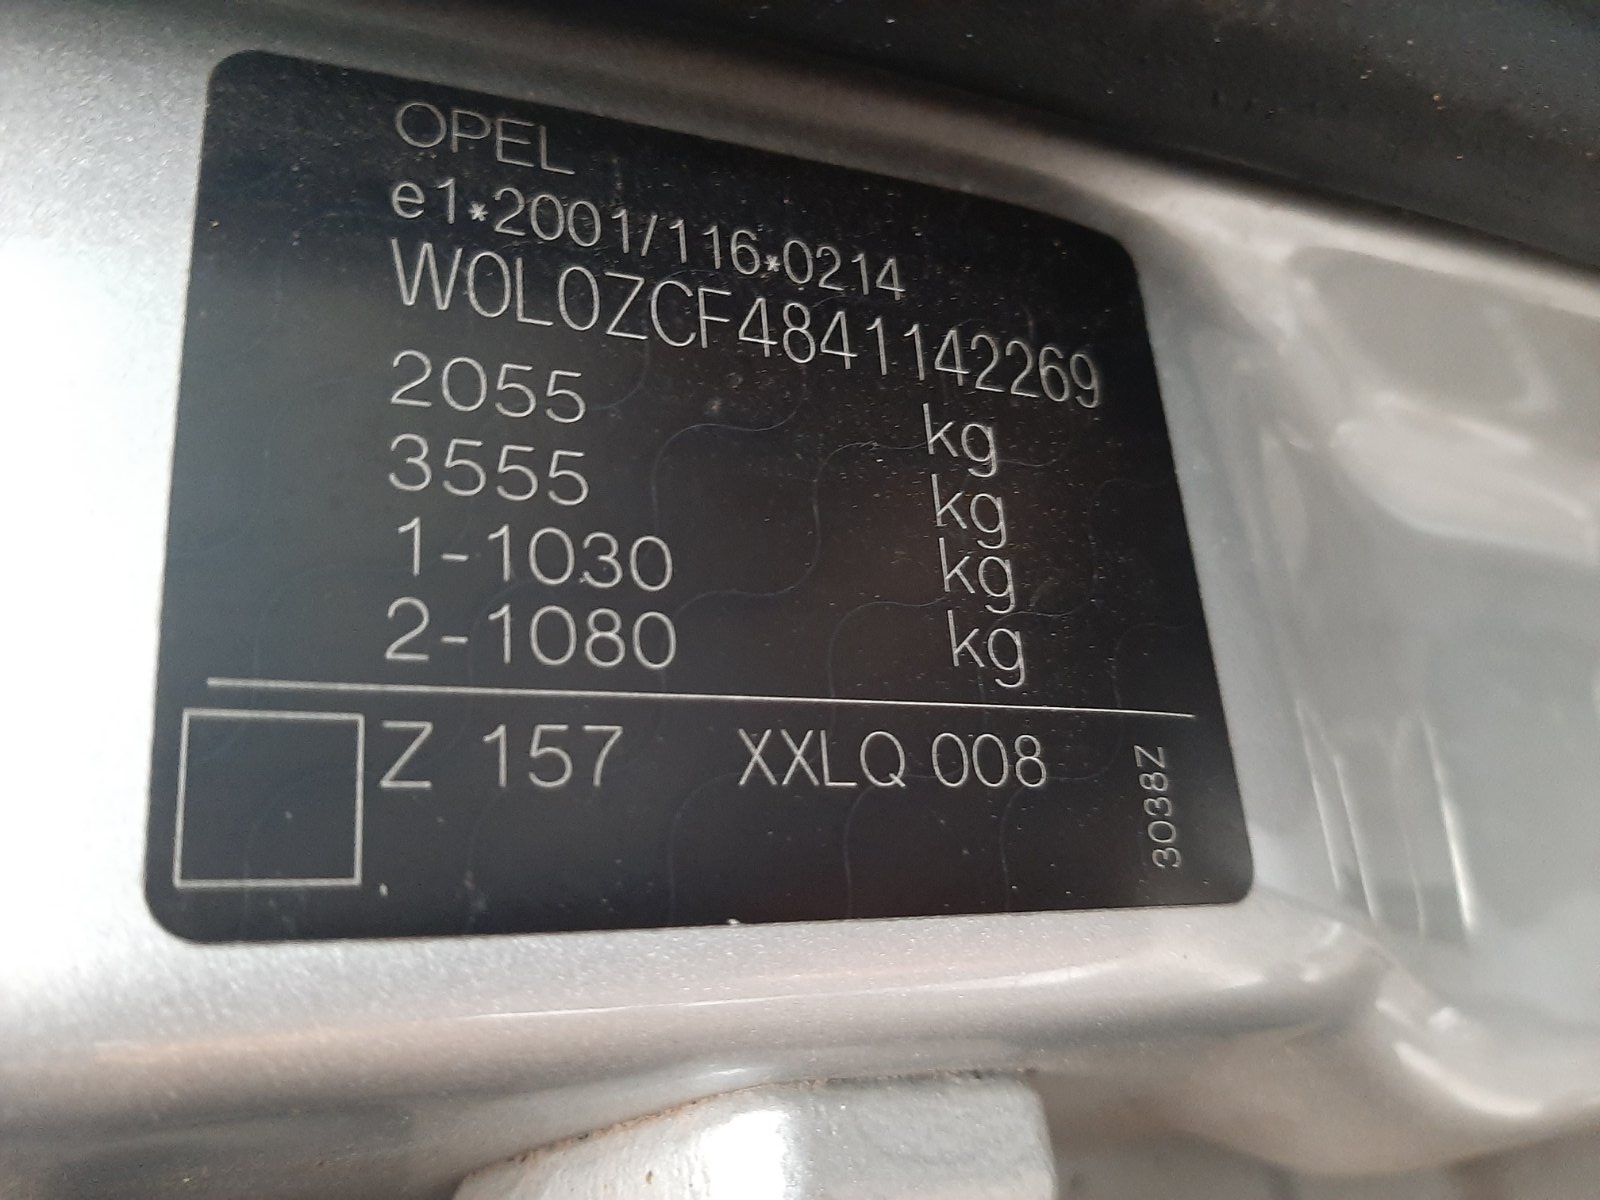 OPEL
e1*2001/116*0214
W0L0ZCF4841142269
2055 kg
3555 kg
1-1030 kg
2-1080 kg
Z 157 XXLQ 008
3038Z